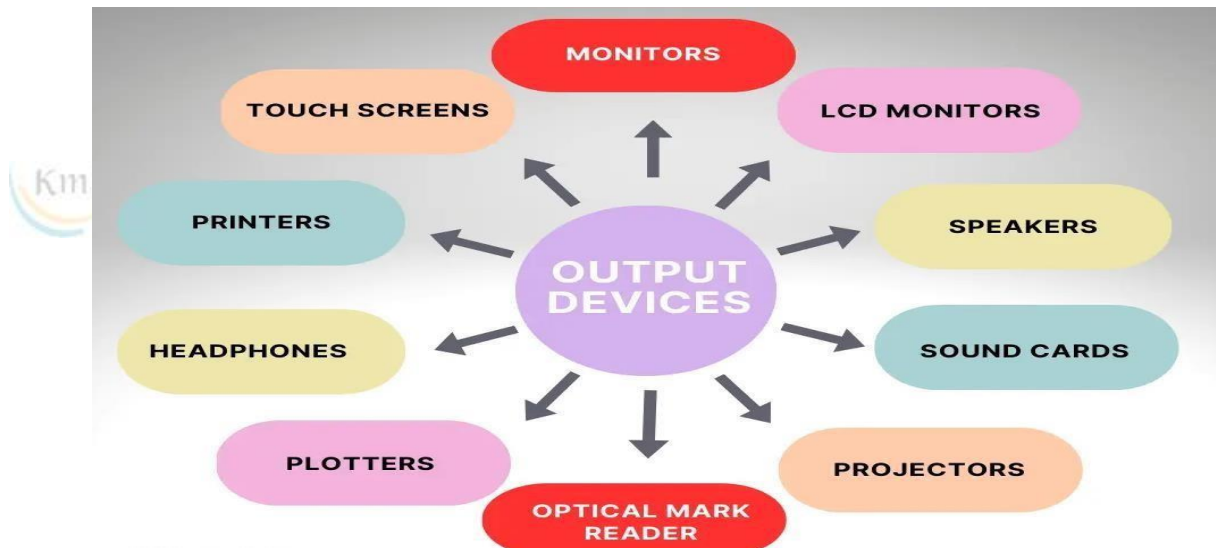 MONITORS
TOUCH SCREENS
LCD MONITORS
Km
PRINTERS
SPEAKERS
OUTPUT
DEVICES
HEADPHONES
SOUND CARDS
PLOTTERS
PROJECTORS
OPTICAL MARK
READER